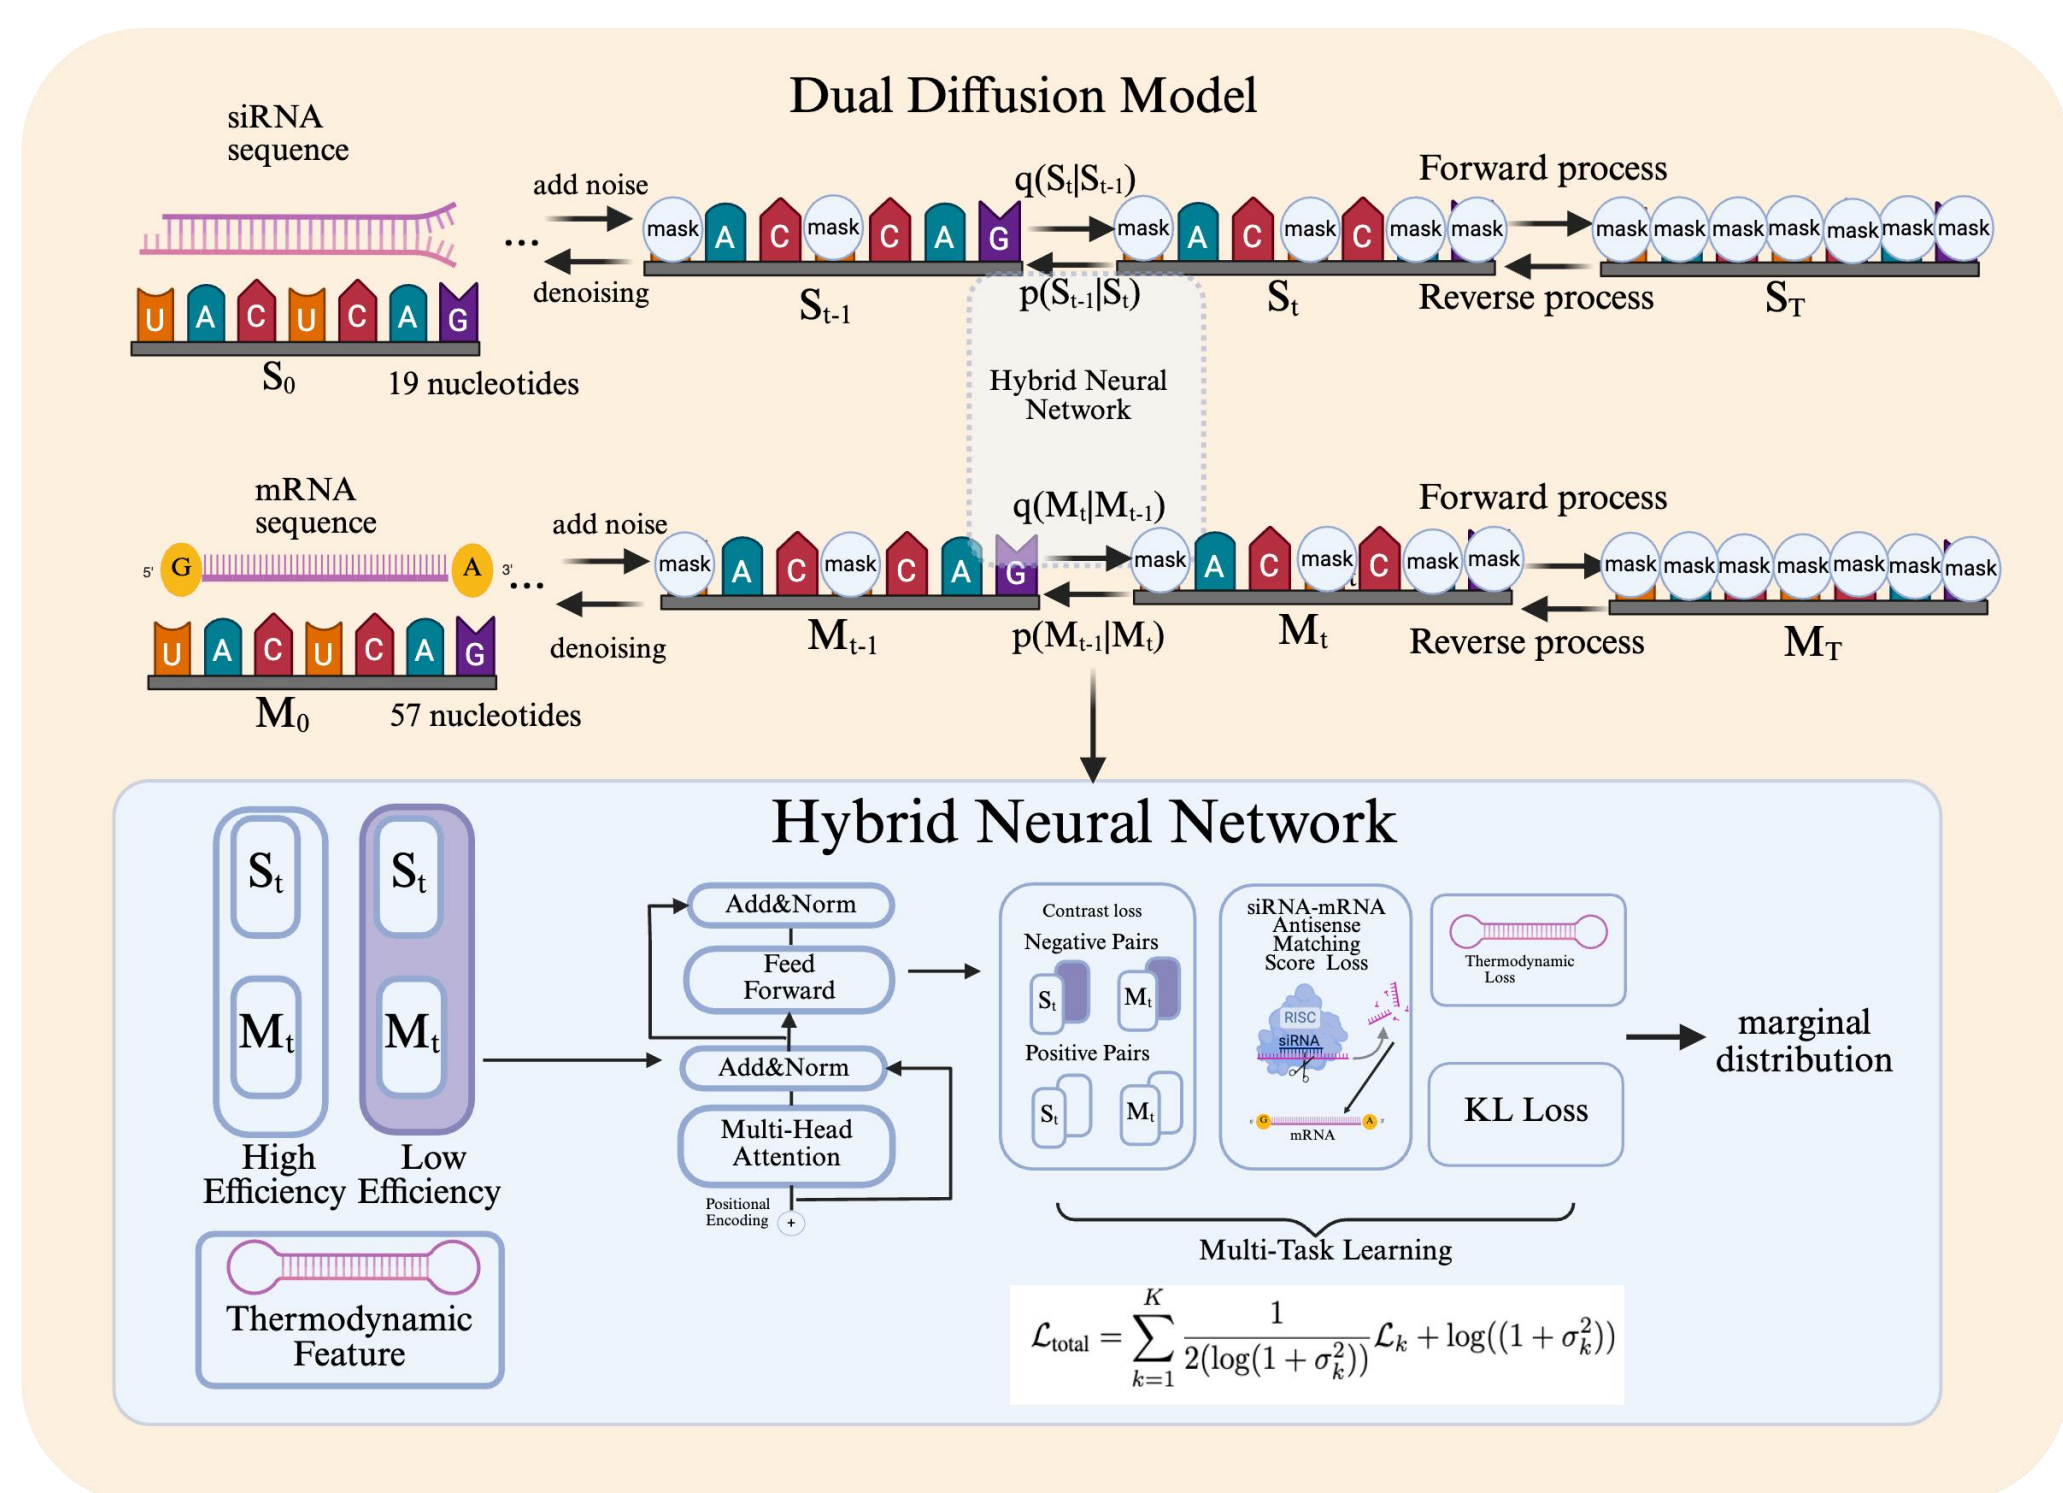 Dual Diffusion Model
siRNA
sequence
U A C U C A G
S0
19 nucleotides
...
add noise
denoising
mask A C mask C A G
St-1
q(St|St-1)
p(St-1|St)
mask A C mask C mask mask
St
Forward process
Reverse process
mask mask mask mask mask mask mask
ST
Hybrid Neural
Network
mRNA
sequence
5' G A 3'
U A C U C A G
M0
57 nucleotides
...
add noise
denoising
mask A C mask C A G
Mt-1
q(Mt|Mt-1)
p(Mt-1|Mt)
mask A C mask t C mask mask
Mt
Forward process
Reverse process
mask mask mask mask mask mask mask
MT
Hybrid Neural Network
St
Mt
High
Efficiency
St
Mt
Low
Efficiency
Thermodynamic
Feature
Add&Norm
Feed
Forward
Add&Norm
Multi-Head
Attention
Positional
Encoding +
Contrast loss
Negative Pairs
St Mt
Positive Pairs
St Mt
siRNA-mRNA
Antisense
Matching
Score Loss
RISC
siRNA
5' G A 3'
mRNA
Thermodynamic
Loss
KL Loss
marginal
distribution
Multi-Task Learning
ℒtotal = ∑_{k=1}^{K} 1/(2(log(1 + σ_k^2))) ℒk + log((1 + σ_k^2))